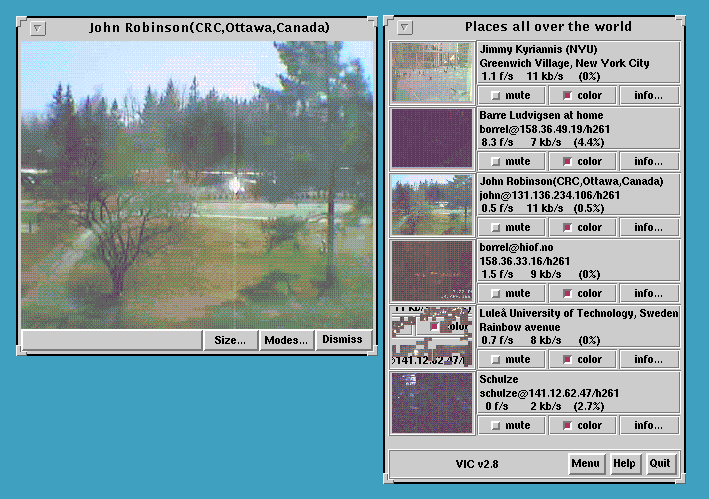 John Robinson(CRC,Ottawa,Canada)
Size...
Modes...
Dismiss
Places all over the world
Jimmy Kyriannis (NYU)
Greenwich Village, New York City
1.1 f/s 11 kb/s (0%)
mute color info...
Barre Ludvigsen at home
borrel@158.36.49.19/h261
8.3 f/s 7 kb/s (4.4%)
mute color info...
John Robinson(CRC,Ottawa,Canada)
john@131.136.234.106/h261
0.5 f/s 11 kb/s (0.5%)
mute color info...
borrel@hiof.no
158.36.33.16/h261
1.5 f/s 9 kb/s (0%)
mute color info...
Luleå University of Technology, Sweden
Rainbow avenue
0.7 f/s 8 kb/s (0%)
mute color info...
Schulze
schulze@141.12.62.47/h261
0 f/s 2 kb/s (2.7%)
mute color info...
VIC v2.8
Menu Help Quit